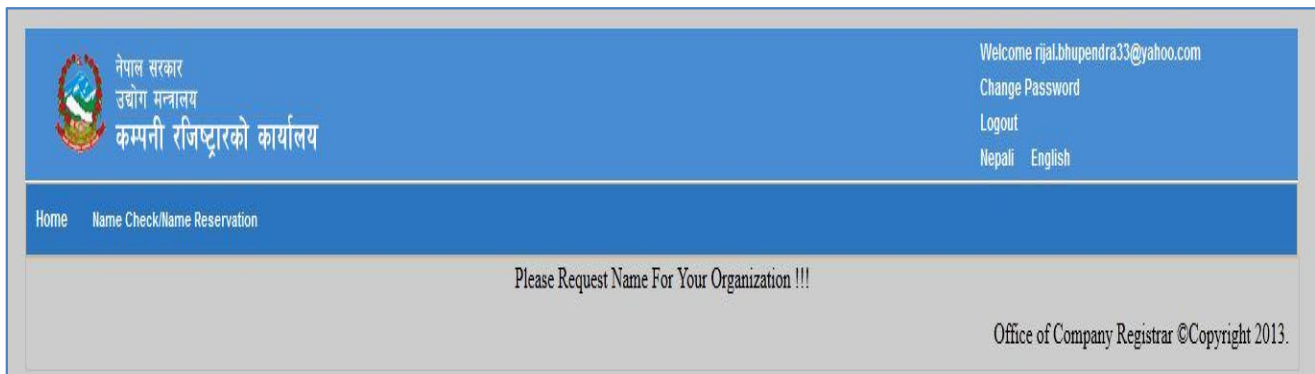 नेपाल सरकार
उद्योग मन्त्रालय
कम्पनी रजिष्ट्रारको कार्यालय
Welcome rijal.bhupendra33@yahoo.com
Change Password
Logout
Nepali English
Home Name Check/Name Reservation
Please Request Name For Your Organization !!!
Office of Company Registrar ©Copyright 2013.